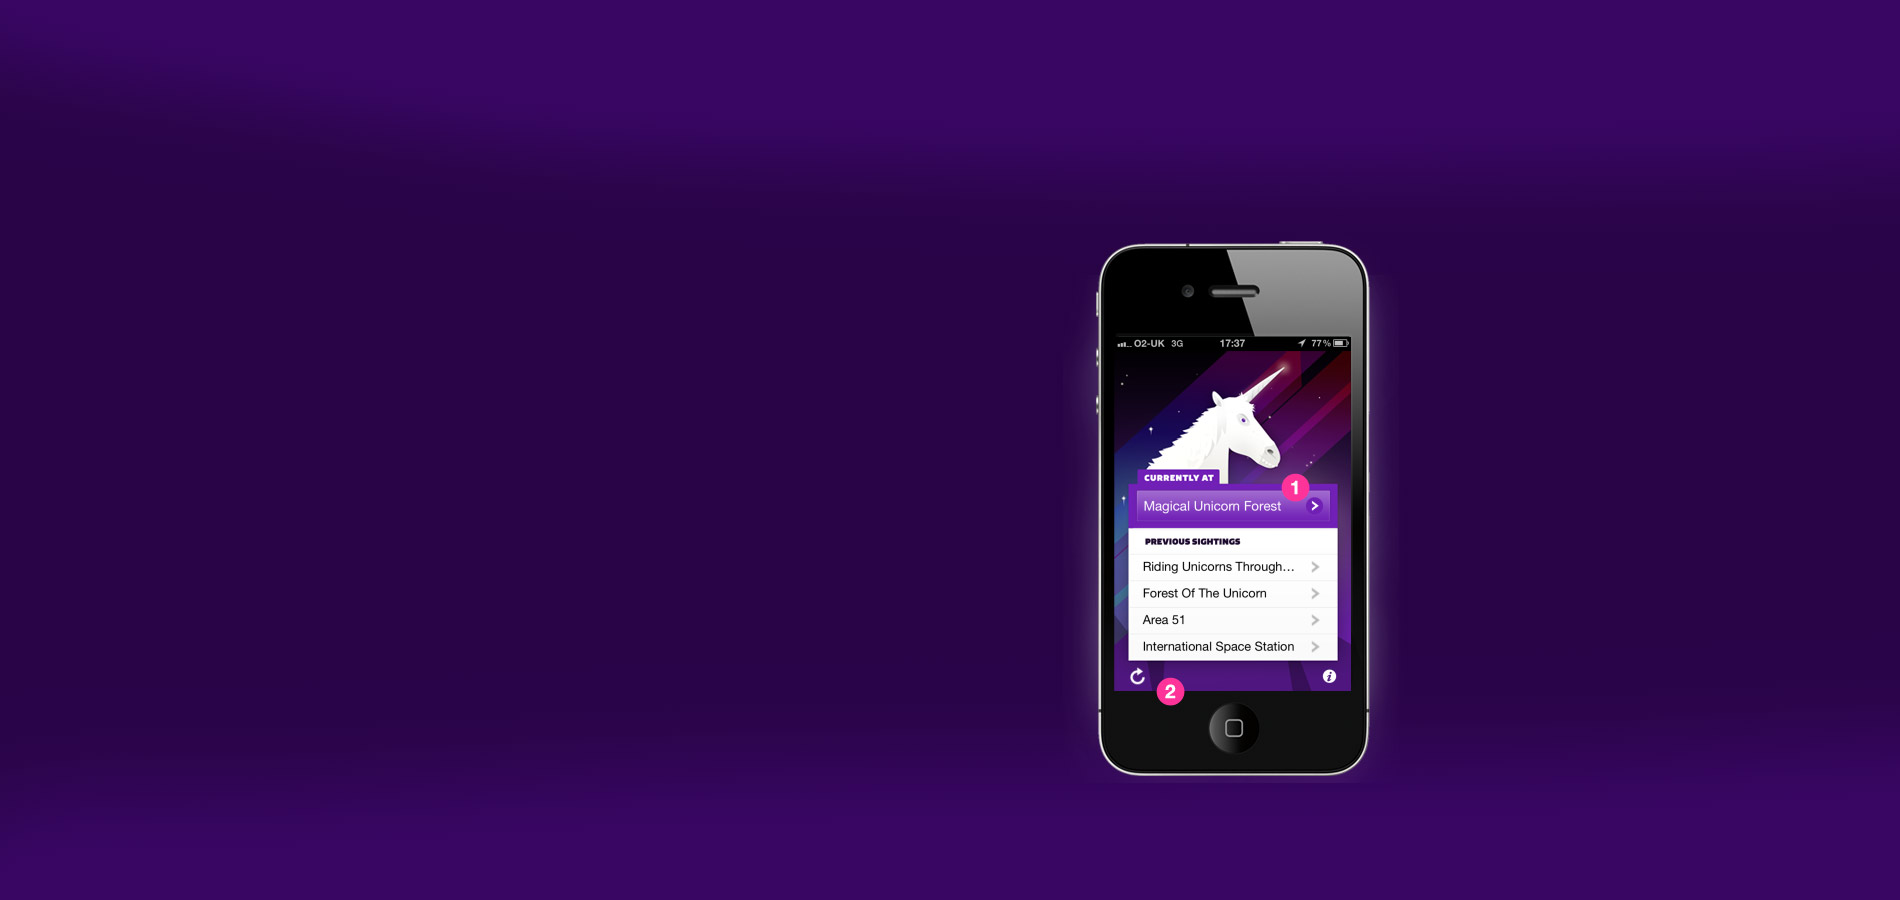 O2-UK 3G 17:37 77%
CURRENTLY AT
1
Magical Unicorn Forest
PREVIOUS SIGHTINGS
Riding Unicorns Through...
Forest Of The Unicorn
Area 51
International Space Station
i
2